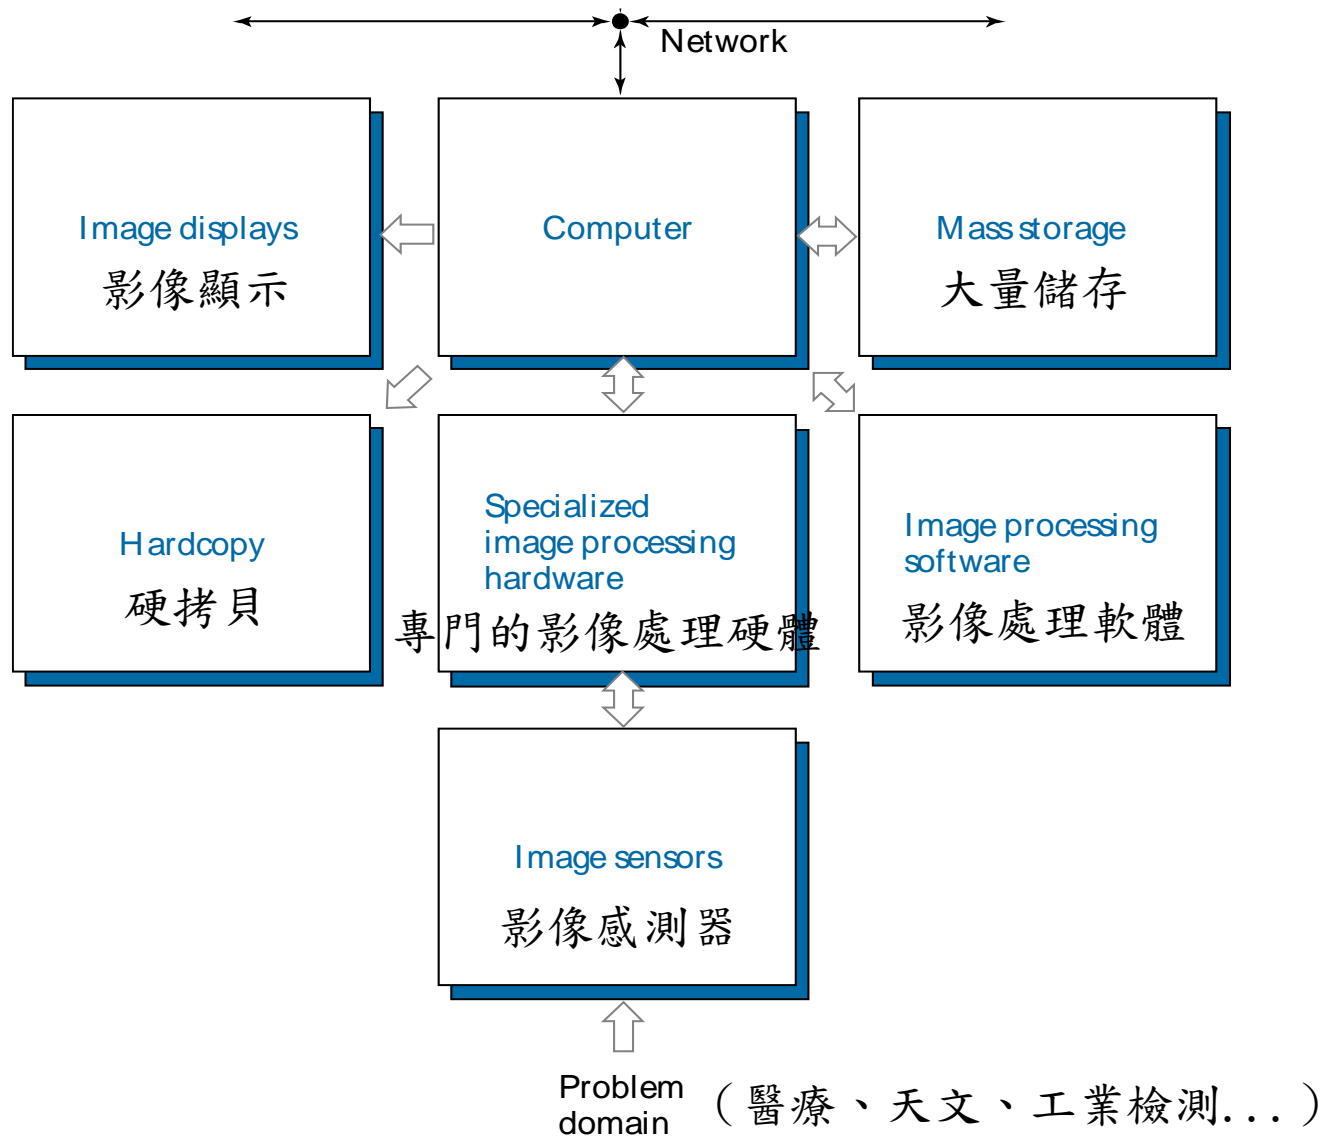 Network
Image displays
影像顯示
Computer
Mass storage
大量儲存
Hardcopy
硬拷貝
Specialized
image processing
hardware
專門的影像處理硬體
Image processing
software
影像處理軟體
Image sensors
影像感測器
Problem
domain
（醫療、天文、工業檢測...）